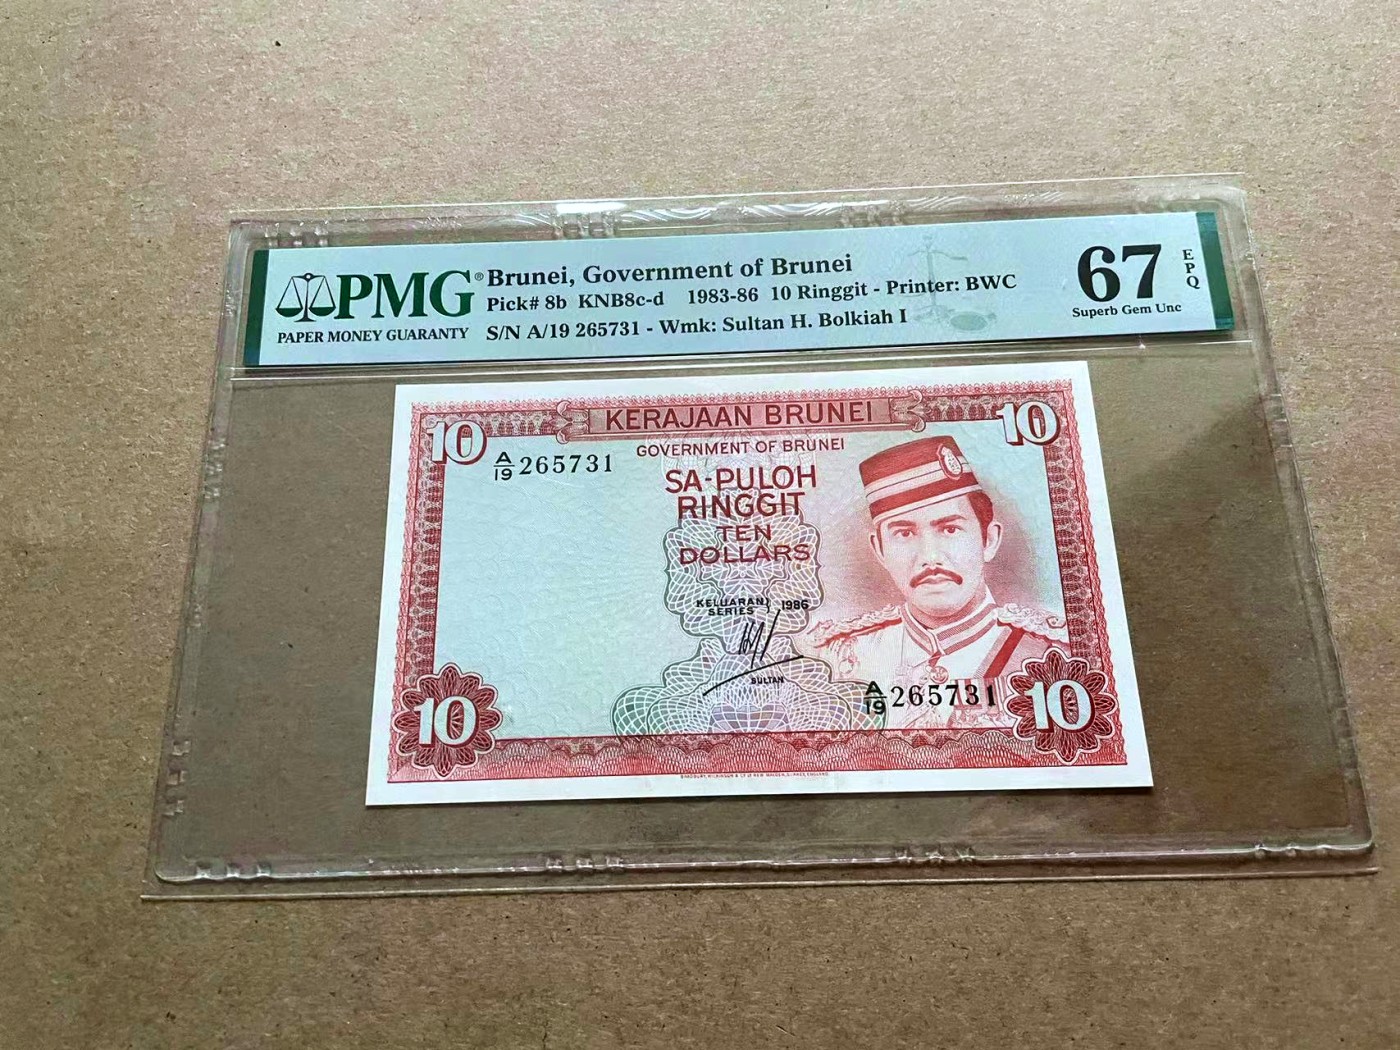 PMG®
PAPER MONEY GUARANTY
Brunei, Government of Brunei
Pick# 8b KNB8c-d 1983-86 10 Ringgit - Printer: BWC
S/N A/19 265731 - Wmk: Sultan H. Bolkiah I
67
EPQ
Superb Gem Unc
KERAJAAN BRUNEI
10
10
GOVERNMENT OF BRUNEI
A/19 265731
SA-PULOH
RINGGIT
TEN
DOLLARS
KELUARAN
SERIES } 1986
SULTAN
A/19 265731
10
10